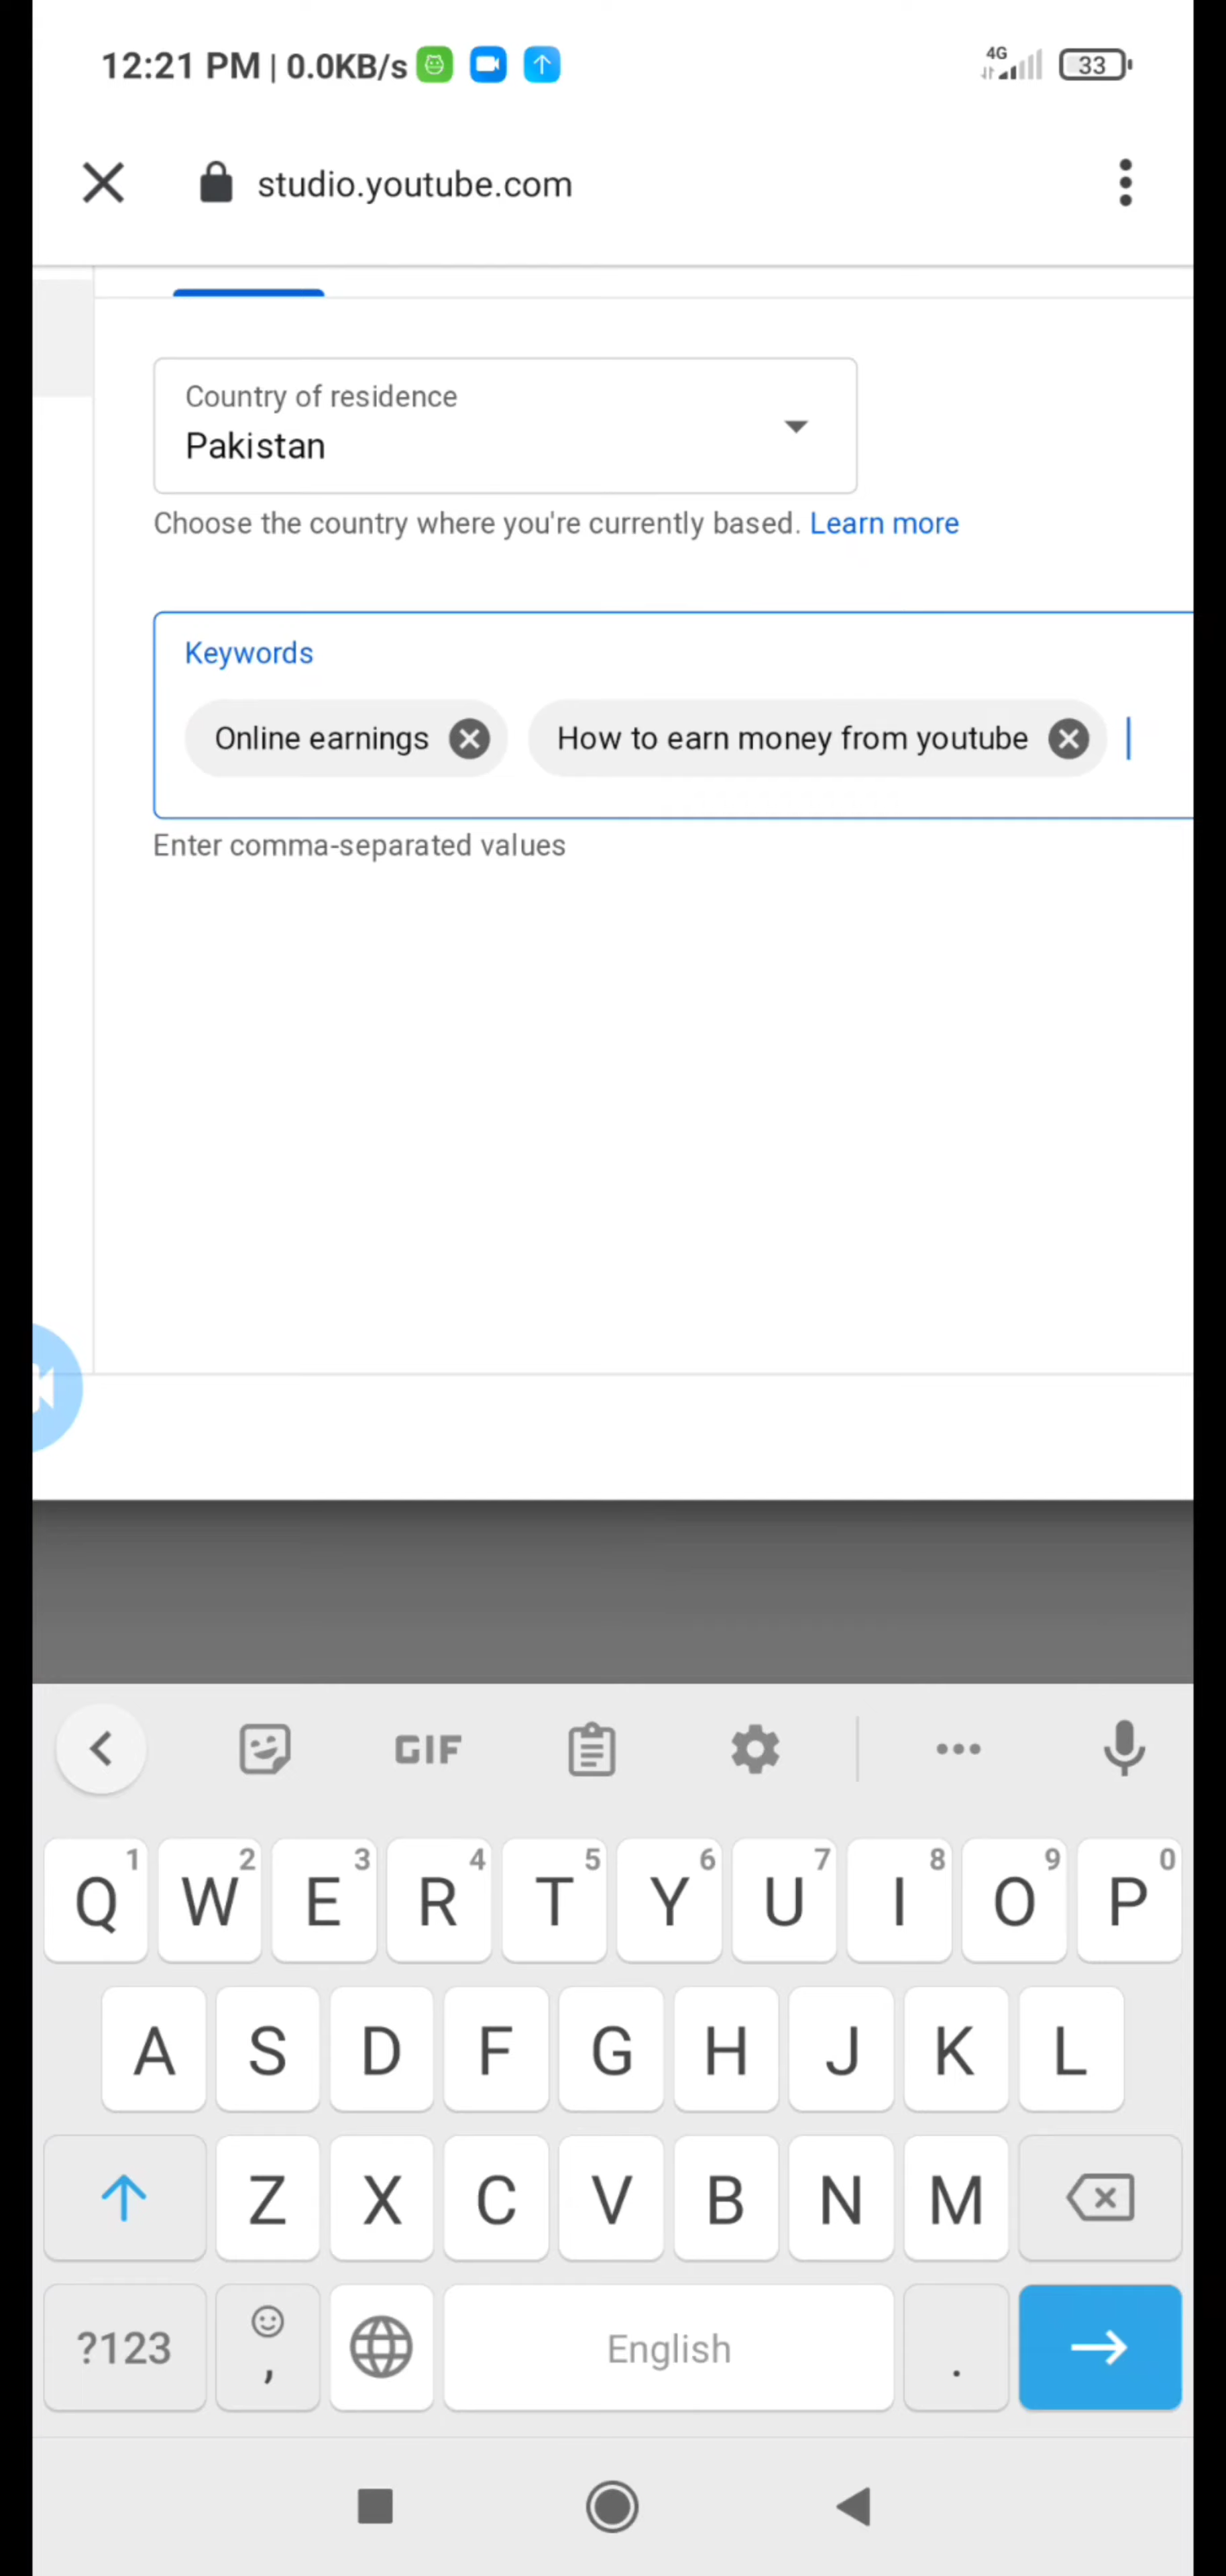 12:21 PM | 0.0KB/s 4G 33
studio.youtube.com
Country of residence
Pakistan
Choose the country where you're currently based. Learn more
Keywords
Online earnings How to earn money from youtube
Enter comma-separated values
GIF
1 2 3 4 5 6 7 8 9 0
Q W E R T Y U I O P
A S D F G H J K L
Z X C V B N M
?123 , English .